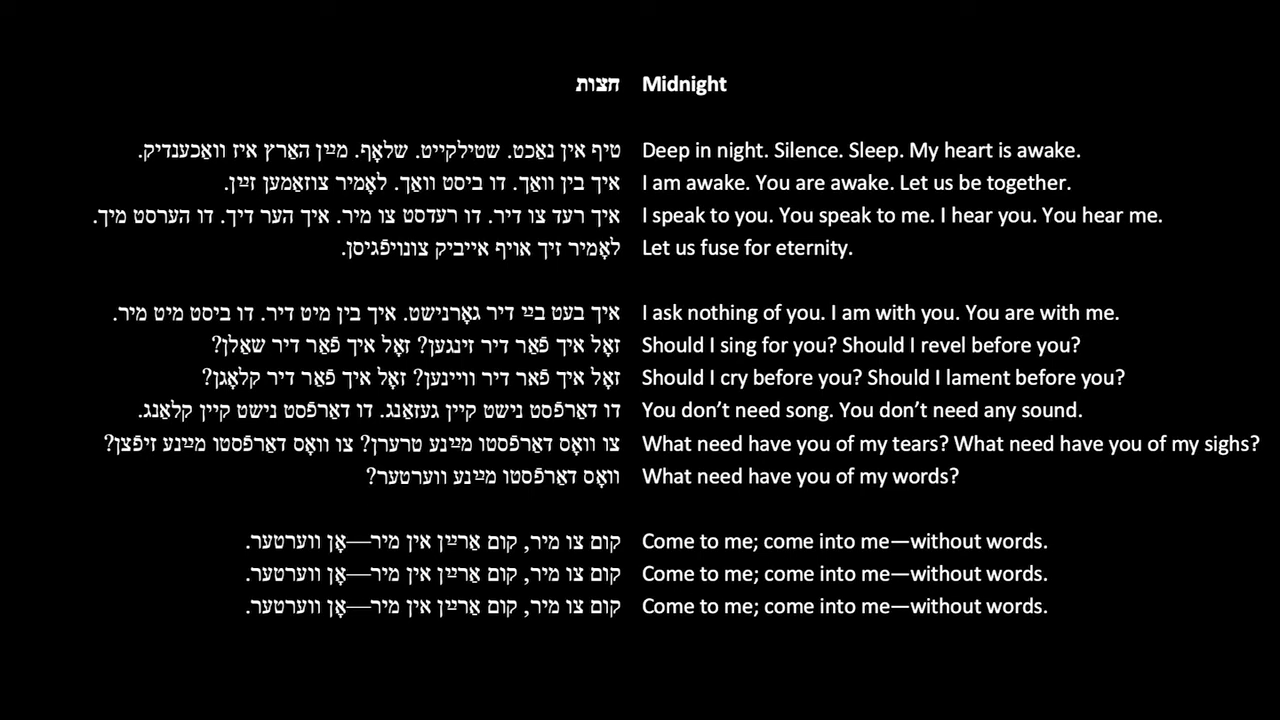 חצות Midnight
טיף אין נאַכט. שטילקייט. שלאָף. מײַן האַרץ איז וואַכענדיק. Deep in night. Silence. Sleep. My heart is awake.
איך בין וואַך. דו ביסט וואַך. לאָמיר צוזאַמען זײַן. I am awake. You are awake. Let us be together.
איך רעד צו דיר. דו רעדסט צו מיר. איך הער דיך. דו הערסט מיך. I speak to you. You speak to me. I hear you. You hear me.
לאָמיר זיך אויף אייביק צונויפֿגיסן. Let us fuse for eternity.
איך בעט בײַ דיר גאָרנישט. איך בין מיט דיר. דו ביסט מיט מיר. I ask nothing of you. I am with you. You are with me.
זאָל איך פֿאַר דיר זינגען? זאָל איך פֿאַר דיר שאַלן? Should I sing for you? Should I revel before you?
זאָל איך פֿאר דיר וויינען? זאָל איך פֿאַר דיר קלאָגן? Should I cry before you? Should I lament before you?
דו דאַרפֿסט נישט קיין געזאַנג. דו דאַרפֿסט נישט קיין קלאַנג. You don’t need song. You don’t need any sound.
צו וואָס דאַרפֿסטו מײַנע טרערן? צו וואָס דאַרפֿסטו מײַנע זיפֿצן? What need have you of my tears? What need have you of my sighs?
וואָס דאַרפֿסטו מײַנע ווערטער? What need have you of my words?
קום צו מיר, קום אַרײַן אין מיר—אָן ווערטער. Come to me; come into me—without words.
קום צו מיר, קום אַרײַן אין מיר—אָן ווערטער. Come to me; come into me—without words.
קום צו מיר, קום אַרײַן אין מיר—אָן ווערטער. Come to me; come into me—without words.